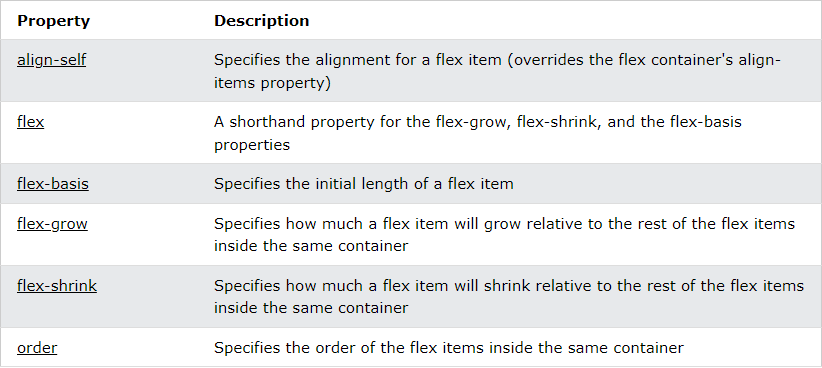 Property Description
align-self Specifies the alignment for a flex item (overrides the flex container's align-
items property)
flex A shorthand property for the flex-grow, flex-shrink, and the flex-basis
properties
flex-basis Specifies the initial length of a flex item
flex-grow Specifies how much a flex item will grow relative to the rest of the flex items
inside the same container
flex-shrink Specifies how much a flex item will shrink relative to the rest of the flex items
inside the same container
order Specifies the order of the flex items inside the same container